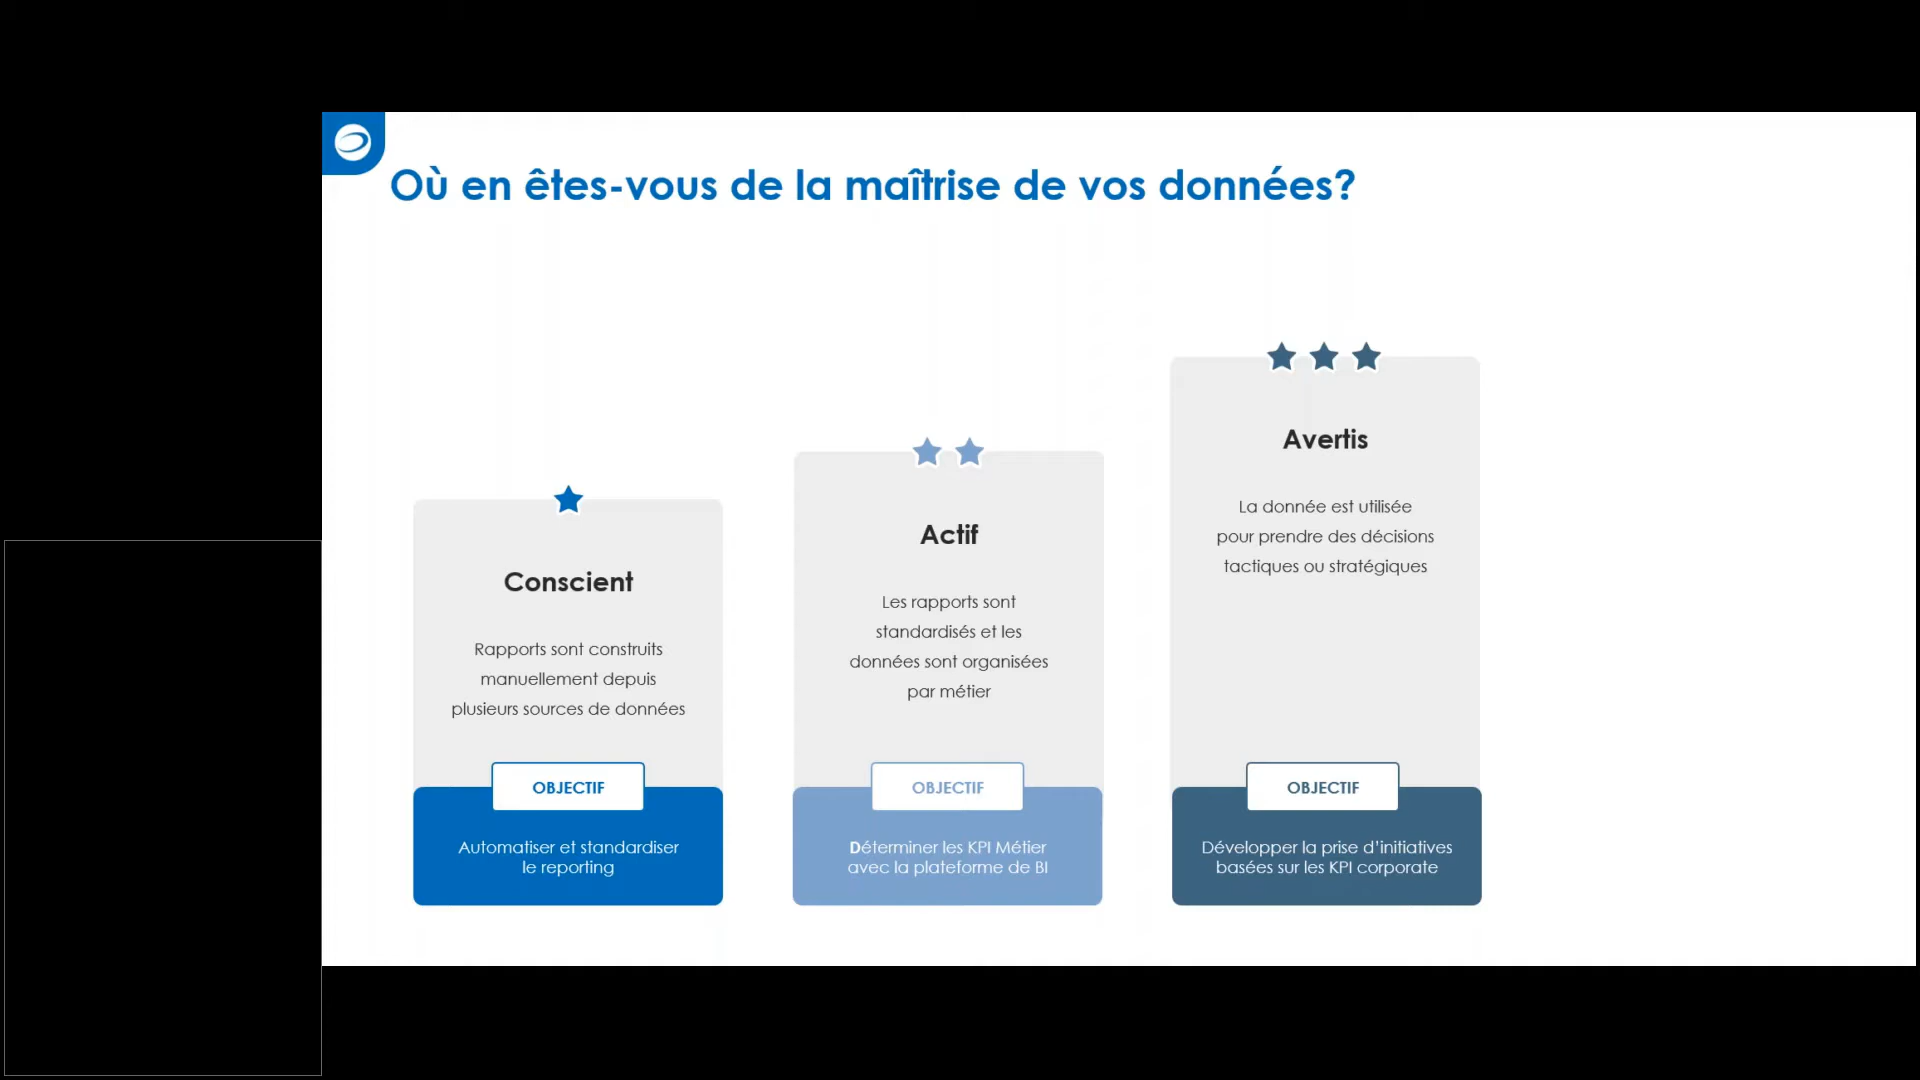 Où en êtes-vous de la maîtrise de vos données?
Conscient
Rapports sont construits
manuellement depuis
plusieurs sources de données
OBJECTIF
Automatiser et standardiser
le reporting
Actif
Les rapports sont
standardisés et les
données sont organisées
par métier
OBJECTIF
Déterminer les KPI Métier
avec la plateforme de BI
Avertis
La donnée est utilisée
pour prendre des décisions
tactiques ou stratégiques
OBJECTIF
Développer la prise d’initiatives
basées sur les KPI corporate